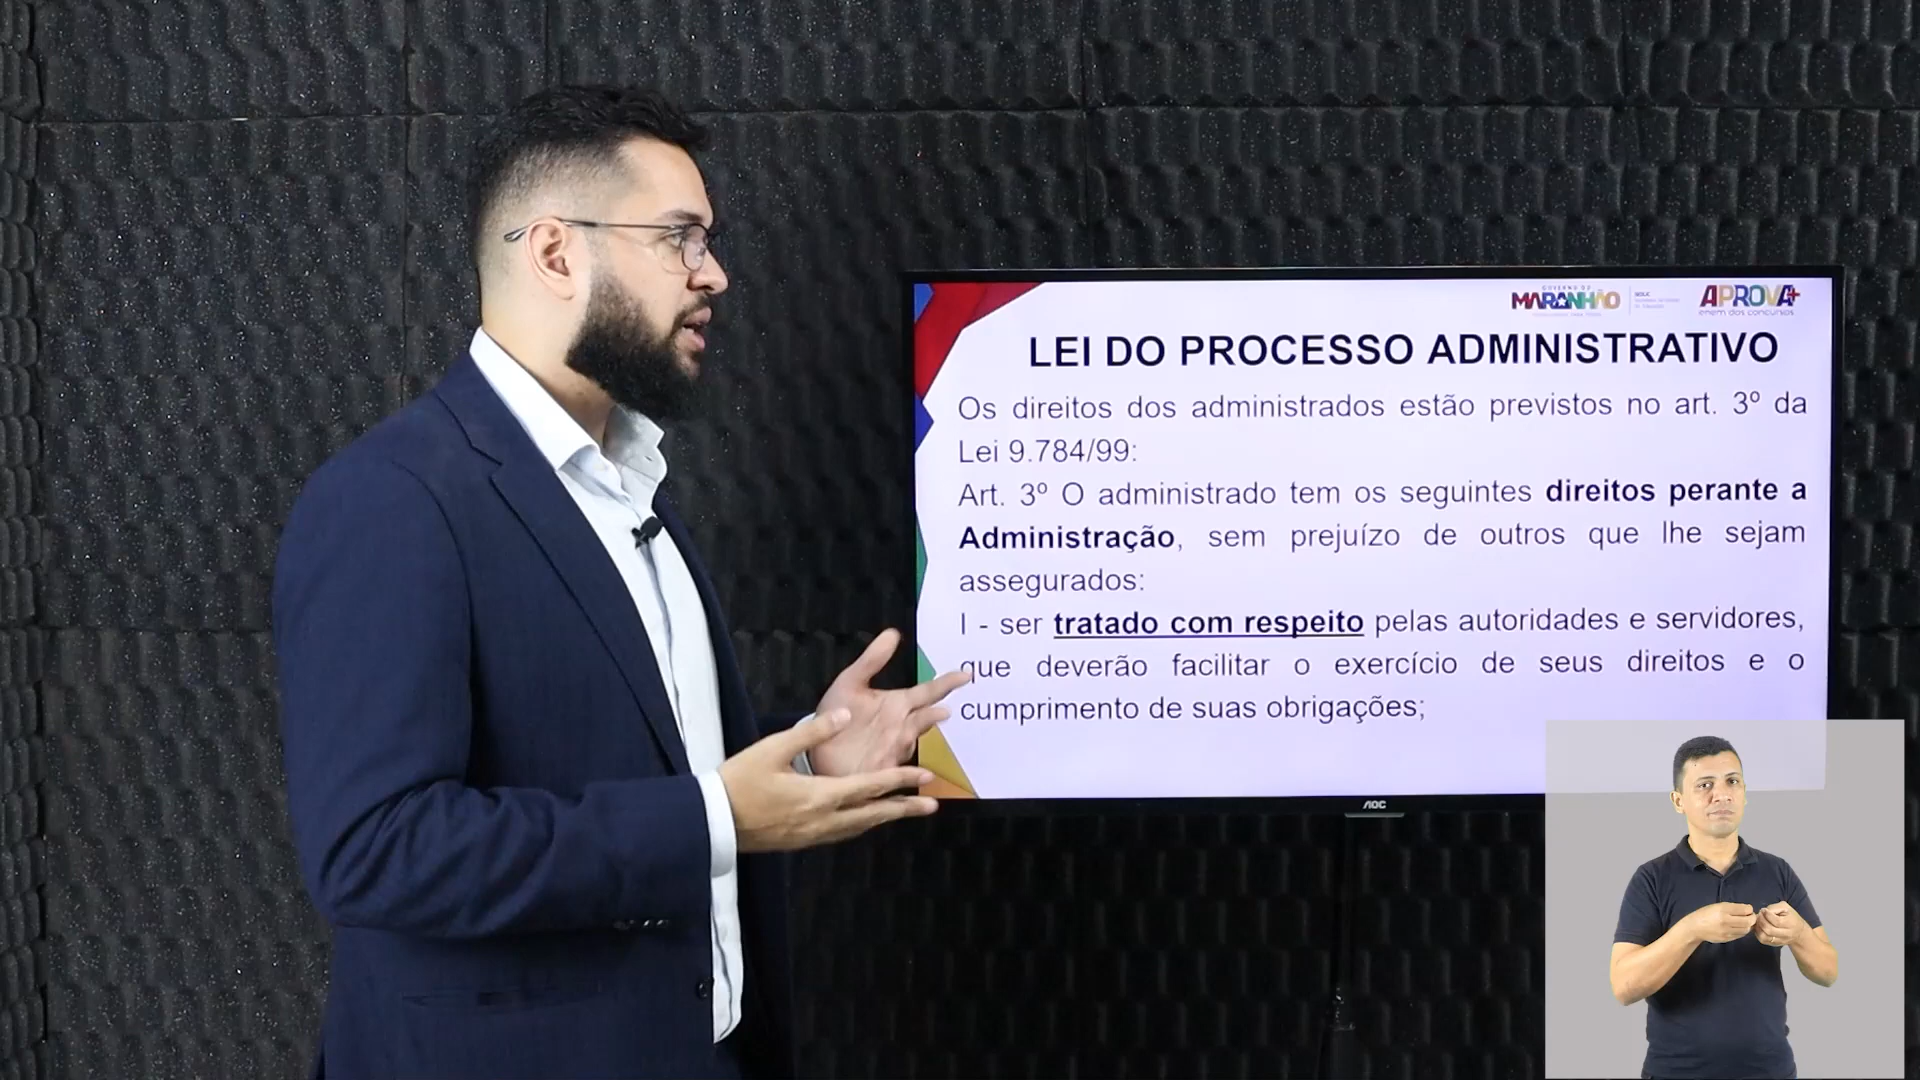 GOVERNO DO
MARANHÃO
SEDUC
APROVA+
enem dos concursos
LEI DO PROCESSO ADMINISTRATIVO
Os direitos dos administrados estão previstos no art. 3º da
Lei 9.784/99:
Art. 3º O administrado tem os seguintes direitos perante a
Administração, sem prejuízo de outros que lhe sejam
assegurados:
I - ser tratado com respeito pelas autoridades e servidores,
que deverão facilitar o exercício de seus direitos e o
cumprimento de suas obrigações;
AOC